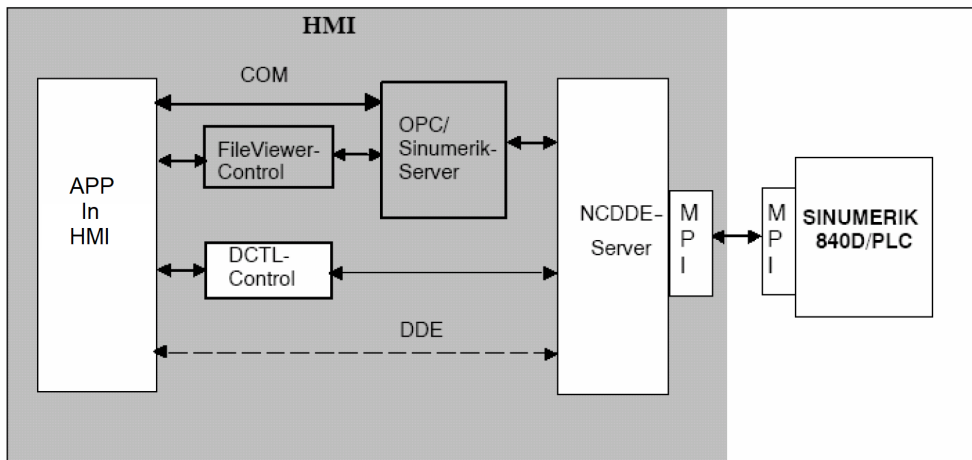 HMI
COM
APP
In
HMI
FileViewer-
Control
OPC/
Sinumerik-
Server
DCTL-
Control
DDE
NCDDE-
Server
M
P
I
M
P
I
SINUMERIK
840D/PLC